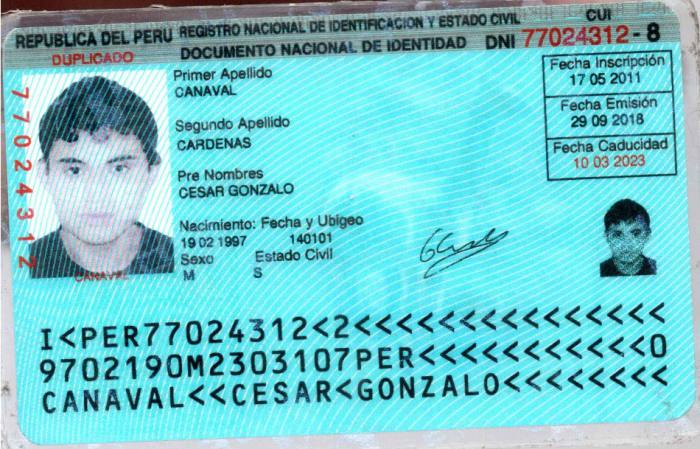 REPUBLICA DEL PERU REGISTRO NACIONAL DE IDENTIFICACION Y ESTADO CIVIL CUI
DUPLICADO DOCUMENTO NACIONAL DE IDENTIDAD DNI 77024312 - 8
77024312
Primer Apellido
CANAVAL
Segundo Apellido
CARDENAS
Pre Nombres
CESAR GONZALO
Nacimiento: Fecha y Ubigeo
19 02 1997 140101
Sexo Estado Civil
M S
Fecha Inscripción
17 05 2011
Fecha Emisión
29 09 2018
Fecha Caducidad
10 03 2023
CANAVAL
I<PER77024312<2<<<<<<<<<<<<<<<
9702190M2303107PER<<<<<<<<<<<0
CANAVAL<<CESAR<GONZALO<<<<<<<<